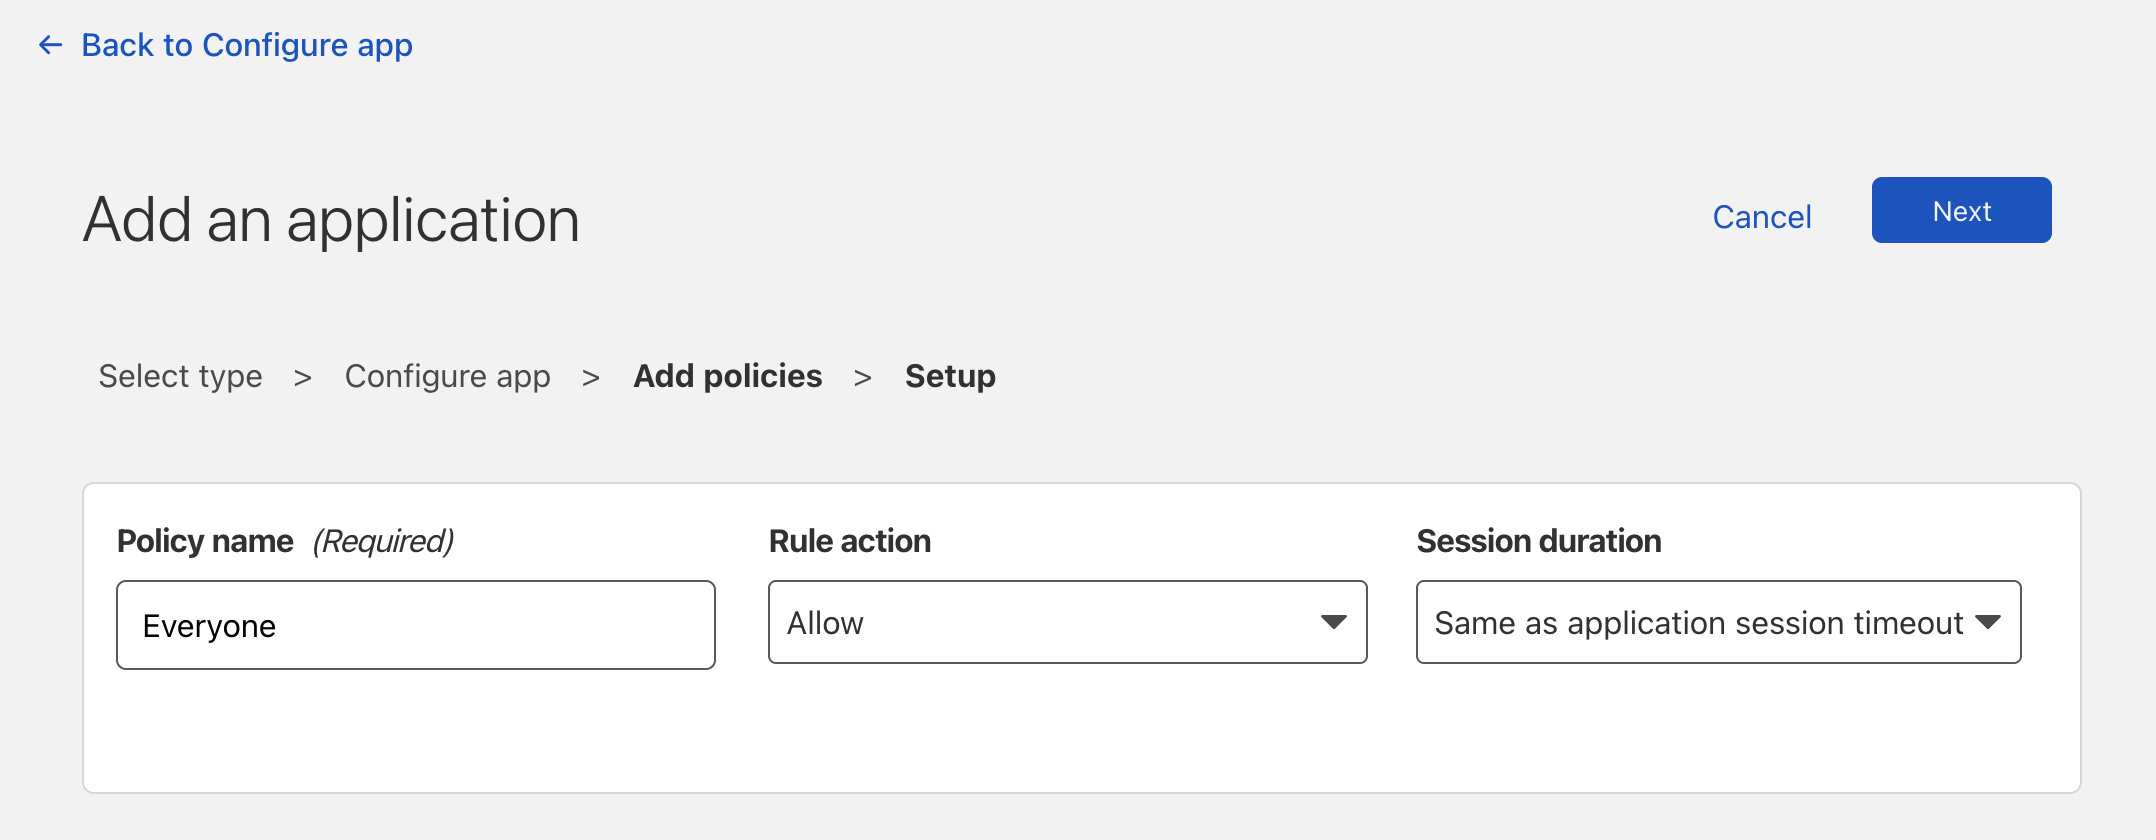 ← Back to Configure app
Add an application
Cancel
Next
Select type > Configure app > Add policies > Setup
Policy name (Required)
Rule action
Session duration
Everyone
Allow
Same as application session timeout